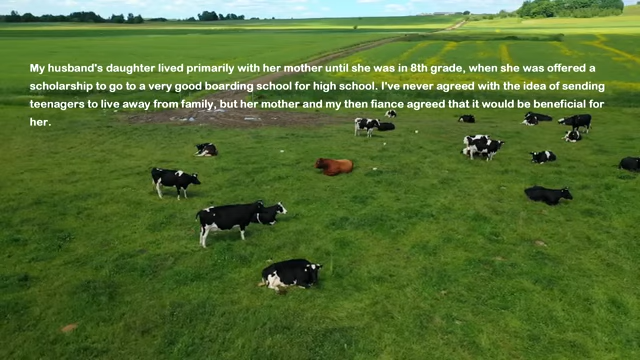 My husband's daughter lived primarily with her mother until she was in 8th grade, when she was offered a
scholarship to go to a very good boarding school for high school. I've never agreed with the idea of sending
teenagers to live away from family, but her mother and my then fiance agreed that it would be beneficial for
her.